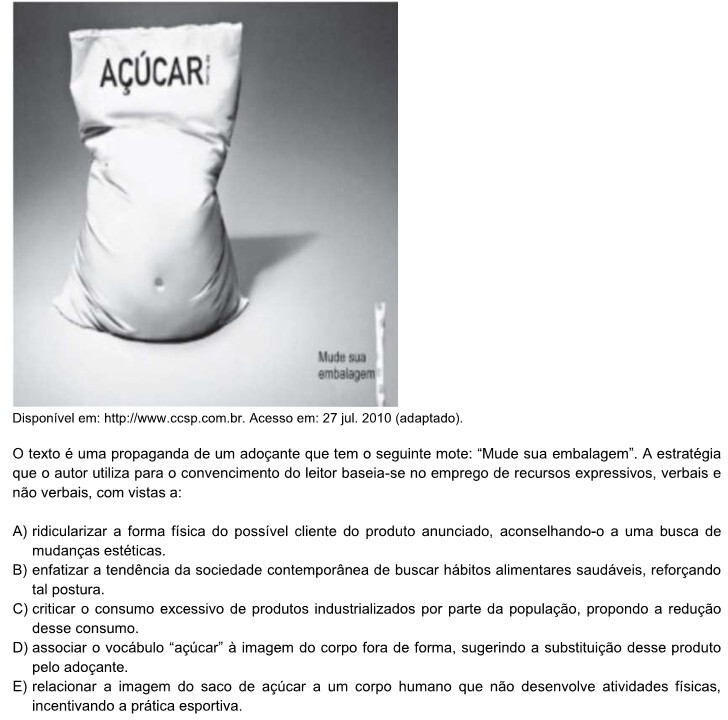 AÇÚCAR
Mude sua
embalagem
Disponível em: http://www.ccsp.com.br. Acesso em: 27 jul. 2010 (adaptado).
O texto é uma propaganda de um adoçante que tem o seguinte mote: “Mude sua embalagem”. A estratégia
que o autor utiliza para o convencimento do leitor baseia-se no emprego de recursos expressivos, verbais e
não verbais, com vistas a:
A) ridicularizar a forma física do possível cliente do produto anunciado, aconselhando-o a uma busca de
mudanças estéticas.
B) enfatizar a tendência da sociedade contemporânea de buscar hábitos alimentares saudáveis, reforçando
tal postura.
C) criticar o consumo excessivo de produtos industrializados por parte da população, propondo a redução
desse consumo.
D) associar o vocábulo “açúcar” à imagem do corpo fora de forma, sugerindo a substituição desse produto
pelo adoçante.
E) relacionar a imagem do saco de açúcar a um corpo humano que não desenvolve atividades físicas,
incentivando a prática esportiva.